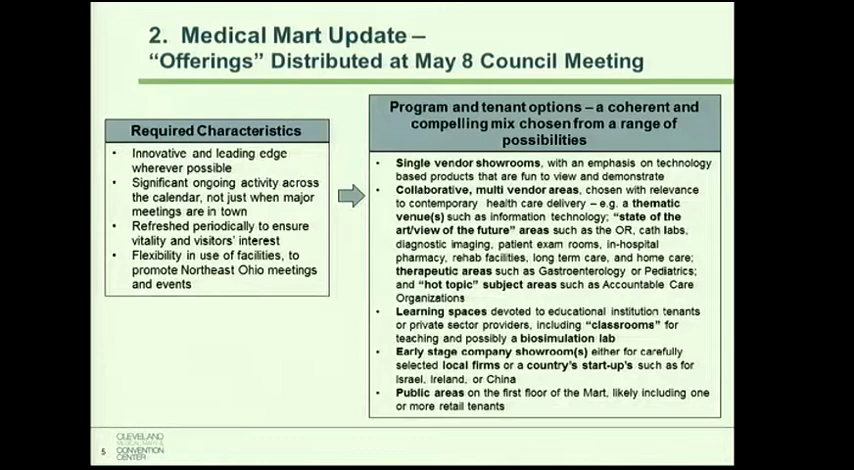 2. Medical Mart Update –
“Offerings” Distributed at May 8 Council Meeting
Required Characteristics
• Innovative and leading edge
wherever possible
• Significant ongoing activity across
the calendar, not just when major
meetings are in town
• Refreshed periodically to ensure
vitality and visitors’ interest
• Flexibility in use of facilities, to
promote Northeast Ohio meetings
and events
Program and tenant options – a coherent and
compelling mix chosen from a range of
possibilities
• Single vendor showrooms, with an emphasis on technology
based products that are fun to view and demonstrate
• Collaborative, multi vendor areas, chosen with relevance
to contemporary health care delivery – e.g. a thematic
venue(s) such as information technology; “state of the
art/view of the future” areas such as the OR, cath labs,
diagnostic imaging, patient exam rooms, in-hospital
pharmacy, rehab facilities, long term care, and home care;
therapeutic areas such as Gastroenterology or Pediatrics;
and “hot topic” subject areas such as Accountable Care
Organizations
• Learning spaces devoted to educational institution tenants
or private sector providers, including “classrooms” for
teaching and possibly a biosimulation lab
• Early stage company showroom(s) either for carefully
selected local firms or a country’s start-up’s such as for
Israel, Ireland, or China
• Public areas on the first floor of the Mart, likely including one
or more retail tenants
5
CLEVELAND
MEDICAL MART &
CONVENTION
CENTER